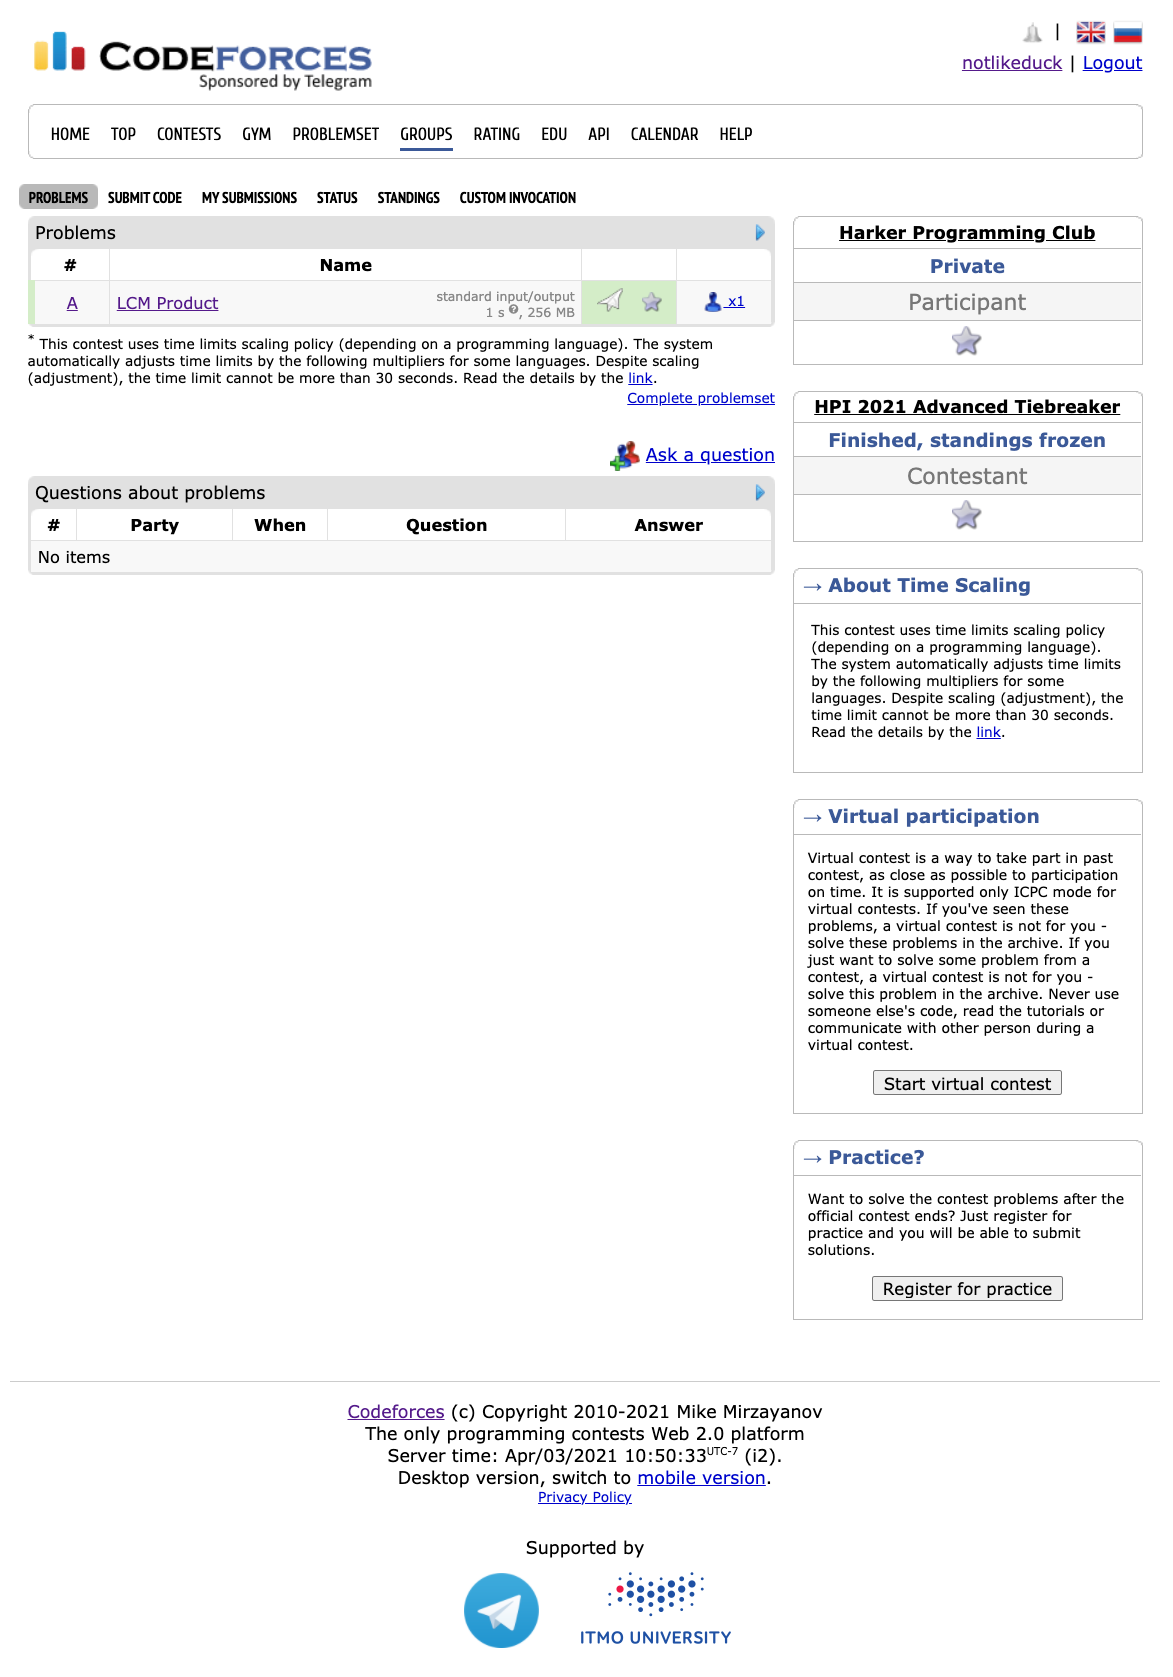 CODEFORCES
Sponsored by Telegram
|
notlikeduck | Logout
HOME TOP CONTESTS GYM PROBLEMSET GROUPS RATING EDU API CALENDAR HELP
PROBLEMS SUBMIT CODE MY SUBMISSIONS STATUS STANDINGS CUSTOM INVOCATION
Problems
# Name
A LCM Product standard input/output
1 s ?, 256 MB
x1
* This contest uses time limits scaling policy (depending on a programming language). The system
automatically adjusts time limits by the following multipliers for some languages. Despite scaling
(adjustment), the time limit cannot be more than 30 seconds. Read the details by the link.
Complete problemset
Ask a question
Questions about problems
# Party When Question Answer
No items
Harker Programming Club
Private
Participant
HPI 2021 Advanced Tiebreaker
Finished, standings frozen
Contestant
→ About Time Scaling
This contest uses time limits scaling policy
(depending on a programming language).
The system automatically adjusts time limits
by the following multipliers for some
languages. Despite scaling (adjustment), the
time limit cannot be more than 30 seconds.
Read the details by the link.
→ Virtual participation
Virtual contest is a way to take part in past
contest, as close as possible to participation
on time. It is supported only ICPC mode for
virtual contests. If you've seen these
problems, a virtual contest is not for you -
solve these problems in the archive. If you
just want to solve some problem from a
contest, a virtual contest is not for you -
solve this problem in the archive. Never use
someone else's code, read the tutorials or
communicate with other person during a
virtual contest.
Start virtual contest
→ Practice?
Want to solve the contest problems after the
official contest ends? Just register for
practice and you will be able to submit
solutions.
Register for practice
Codeforces (c) Copyright 2010-2021 Mike Mirzayanov
The only programming contests Web 2.0 platform
Server time: Apr/03/2021 10:50:33UTC-7 (i2).
Desktop version, switch to mobile version.
Privacy Policy
Supported by
ITMO UNIVERSITY